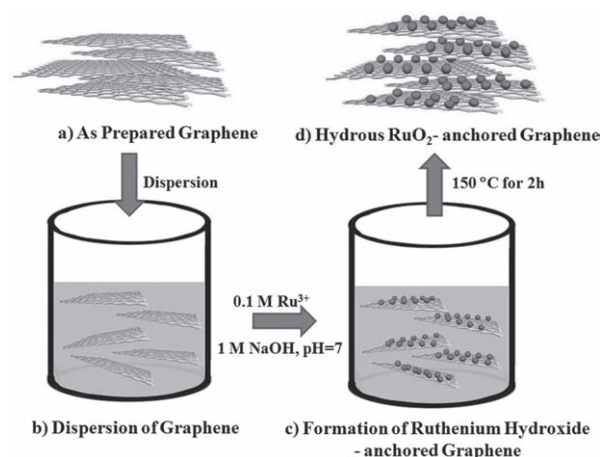 a) As Prepared Graphene
d) Hydrous RuO₂- anchored Graphene
Dispersion
150 °C for 2h
0.1 M Ru³⁺
1 M NaOH, pH=7
b) Dispersion of Graphene
c) Formation of Ruthenium Hydroxide
- anchored Graphene